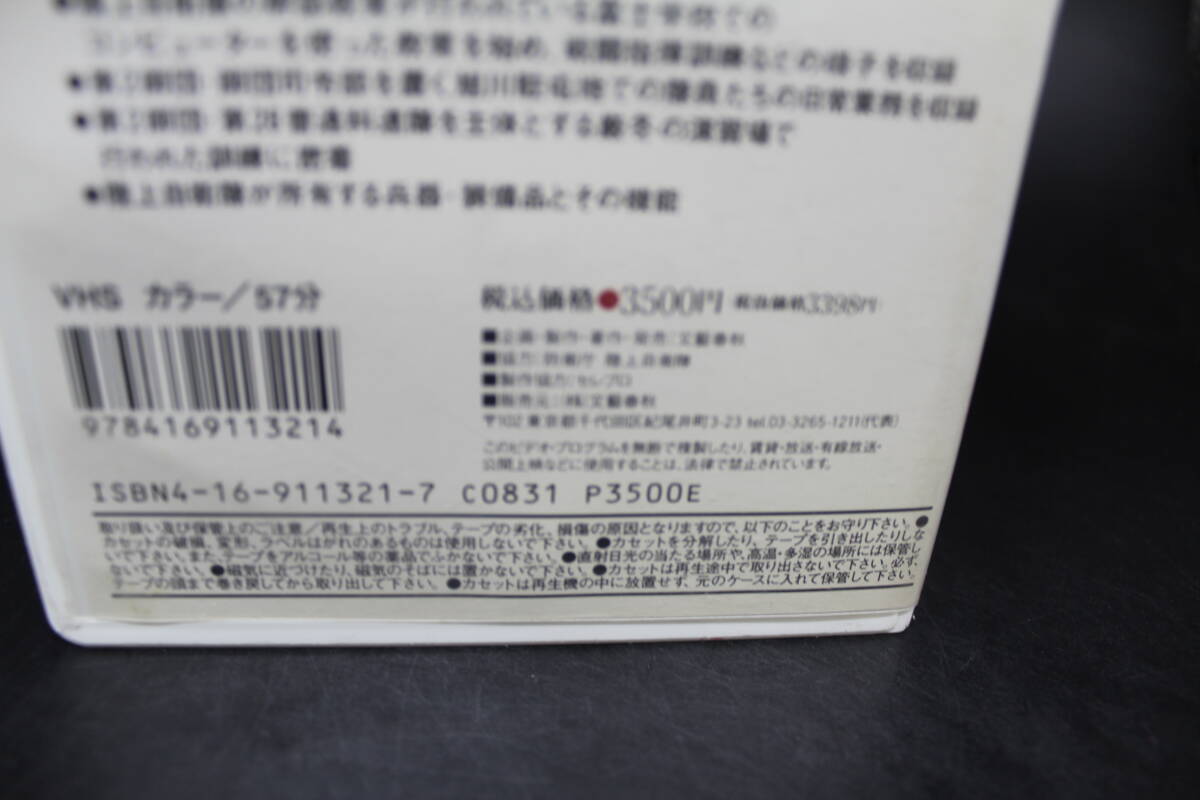 コンピューターを使った教育を始め、戦闘指揮訓練などの様子を収録
●第2師団 師団司令部を置く旭川駐屯地での隊員たちの日常業務を収録
●第2師団 第26普通科連隊を主体とする厳冬の演習場で
行われた訓練に密着
●陸上自衛隊が所有する兵器・装備品とその機能
VHS カラー/57分
税込価格●3500円 (税抜価格3398円)
■企画・製作・著作・発売:文藝春秋
■協力:防衛庁 陸上自衛隊
■製作協力:セレブロ
■販売元:(株)文藝春秋
〒102 東京都千代田区紀尾井町3-23 tel.03-3265-1211(代表)
このビデオ・プログラムを無断で複製したり、賃貸・放送・有線放送・
公開上映などに使用することは、法律で禁止されています。
9784169113214
ISBN4-16-911321-7 C0831 P3500E
取り扱い及び保管上のご注意/再生上のトラブル、テープの劣化、損傷の原因となりますので、以下のことをお守り下さい。●
カセットの破損、変形、ラベルはがれのあるものは使用しないで下さい。●カセットを分解したり、テープを引き出したりしな
いで下さい。また、テープをアルコール等の薬品でふかないで下さい。●直射日光の当たる場所や、高温・多湿の場所には保管し
ないで下さい。●磁気に近づけたり、磁気のそばには置かないで下さい。●カセットは再生途中で取り出さないで下さい。必ず、
テープの頭まで巻き戻してから取り出して下さい。●カセットは再生機の中に放置せず、元のケースに入れて保管して下さい。